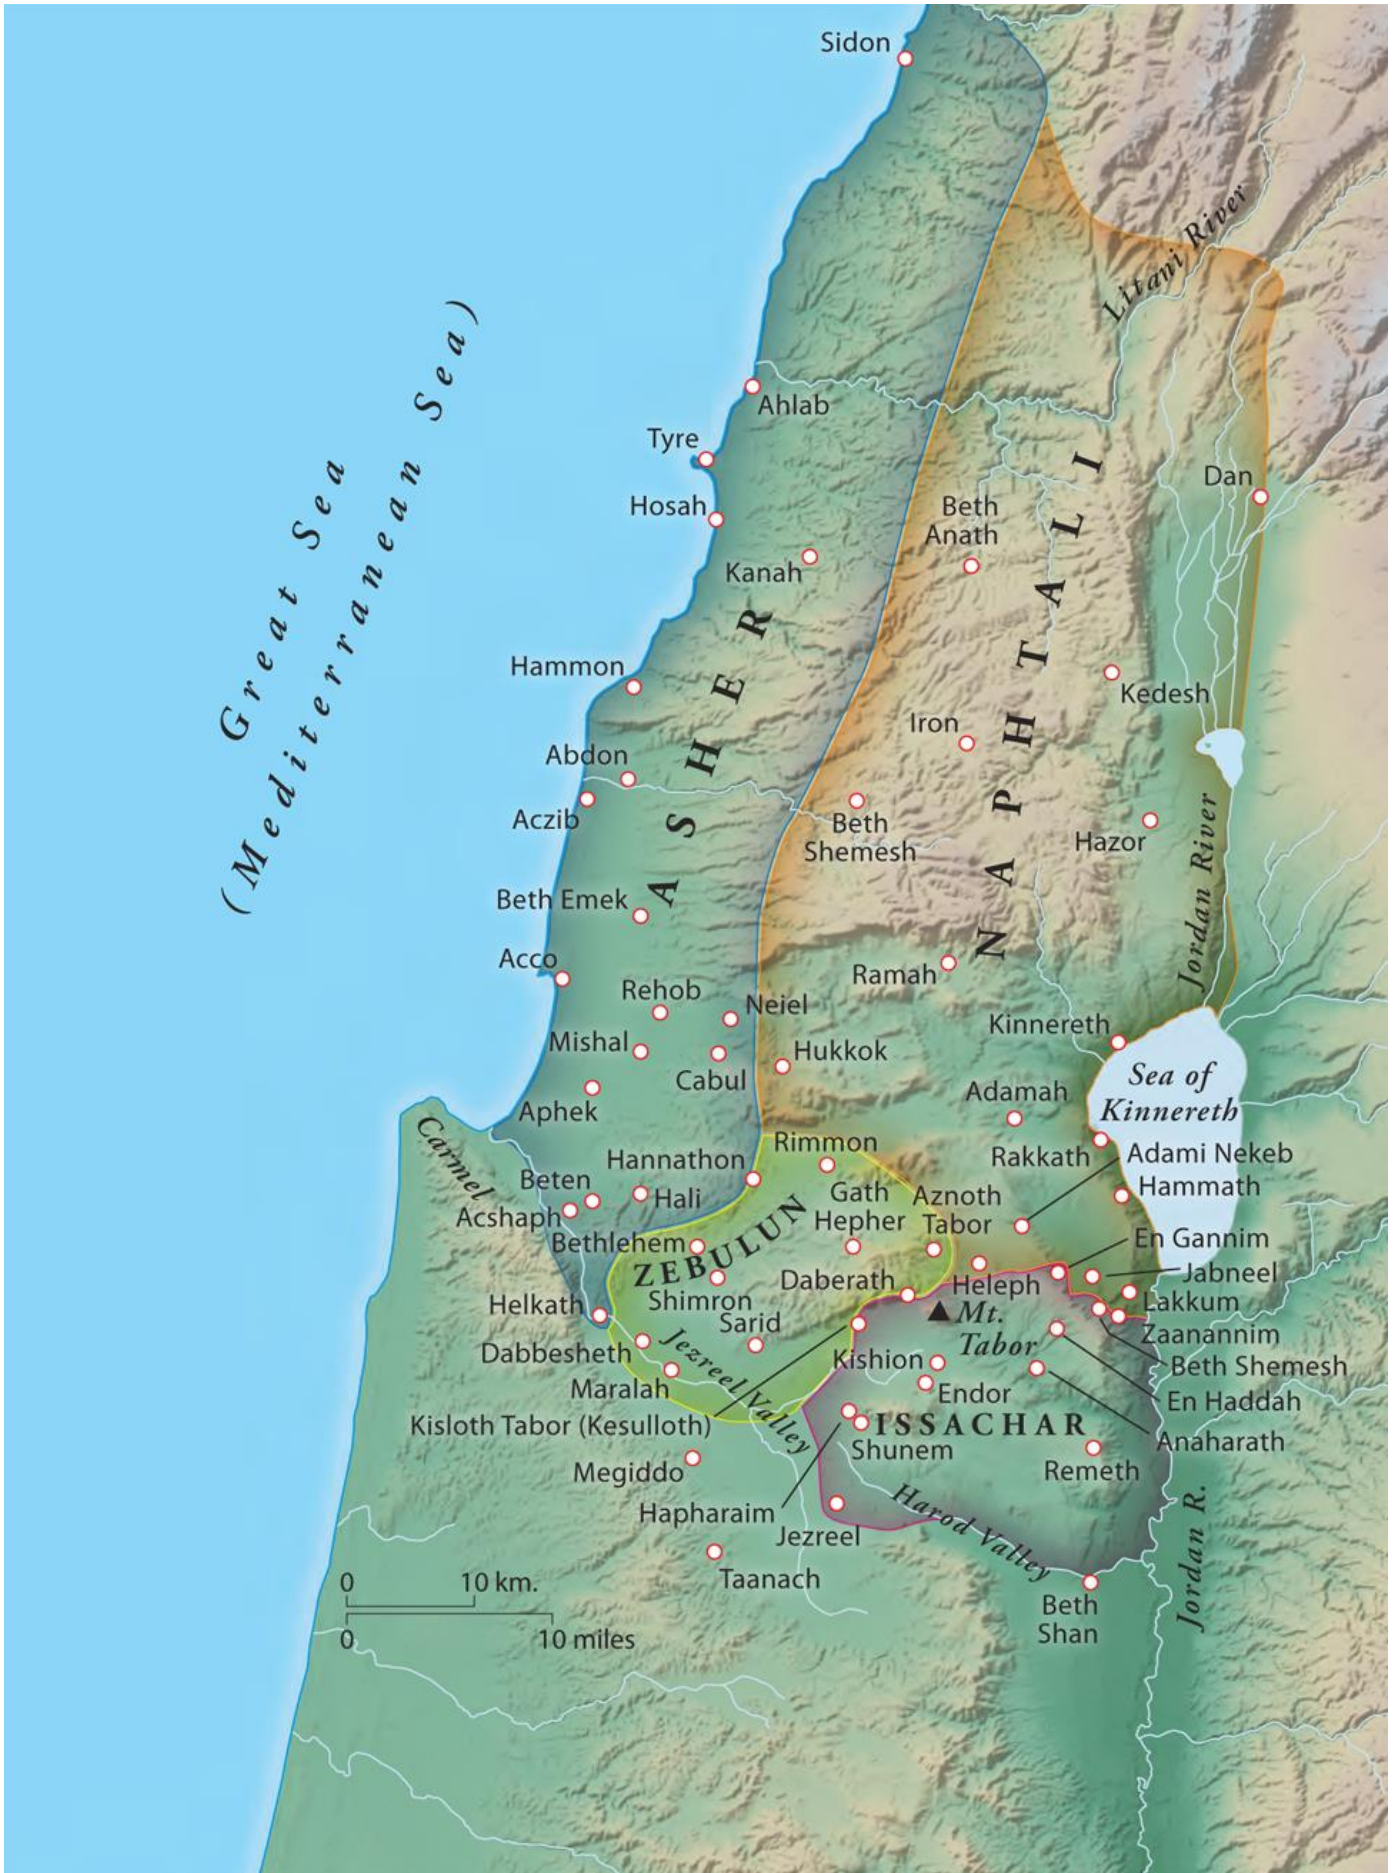 Sidon
Litani River
Great Sea
(Mediterranean Sea)
Ahlab
Tyre
Hosah
Kanah
Dan
Beth
Anath
NAPHTALI
ASHER
Hammon
Kedesh
Iron
Abdon
Aczib
Beth
Shemesh
Hazor
Jordan River
Beth Emek
Acco
Ramah
Rehob
Neiel
Kinnereth
Mishal
Hukkok
Cabul
Sea of
Kinnereth
Aphek
Adamah
Carmel
Rimmon
Rakkath
Adami Nekeb
Hannathon
Hammath
Beten
Hali
Gath
Hepher
Aznoth
Tabor
Acshaph
Bethlehem
ZEBULUN
En Gannim
Daberath
Heleph
Jabneel
Shimron
Lakkum
Helkath
Sarid
Mt.
Tabor
Zaanannim
Dabbesheth
Jezreel Valley
Kishion
Beth Shemesh
Maralah
Endor
En Haddah
Kisloth Tabor (Kesulloth)
ISSACHAR
Shunem
Anaharath
Megiddo
Remeth
Hapharaim
Harod Valley
Jezreel
Jordan R.
Taanach
0 10 km.
0 10 miles
Beth
Shan